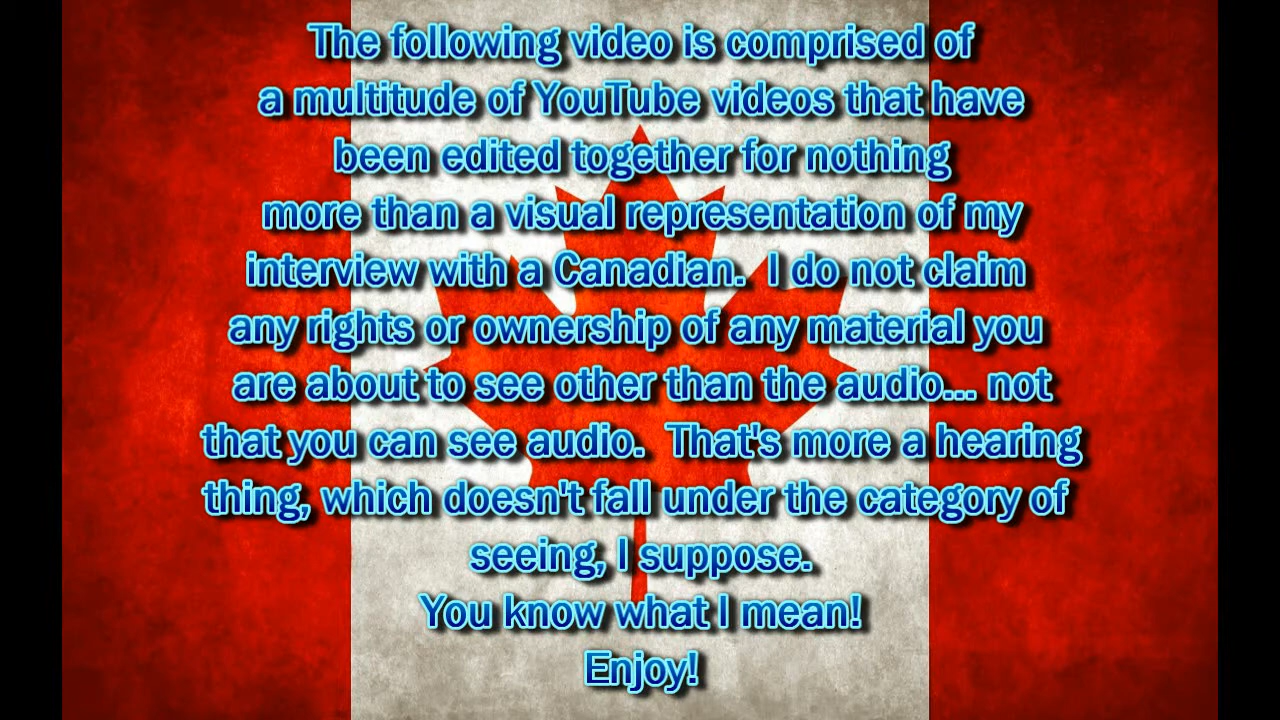 The following video is comprised of
a multitude of YouTube videos that have
been edited together for nothing
more than a visual representation of my
interview with a Canadian.  I do not claim
any rights or ownership of any material you
are about to see other than the audio... not
that you can see audio.  That's more a hearing
thing, which doesn't fall under the category of
seeing, I suppose.
You know what I mean!
Enjoy!